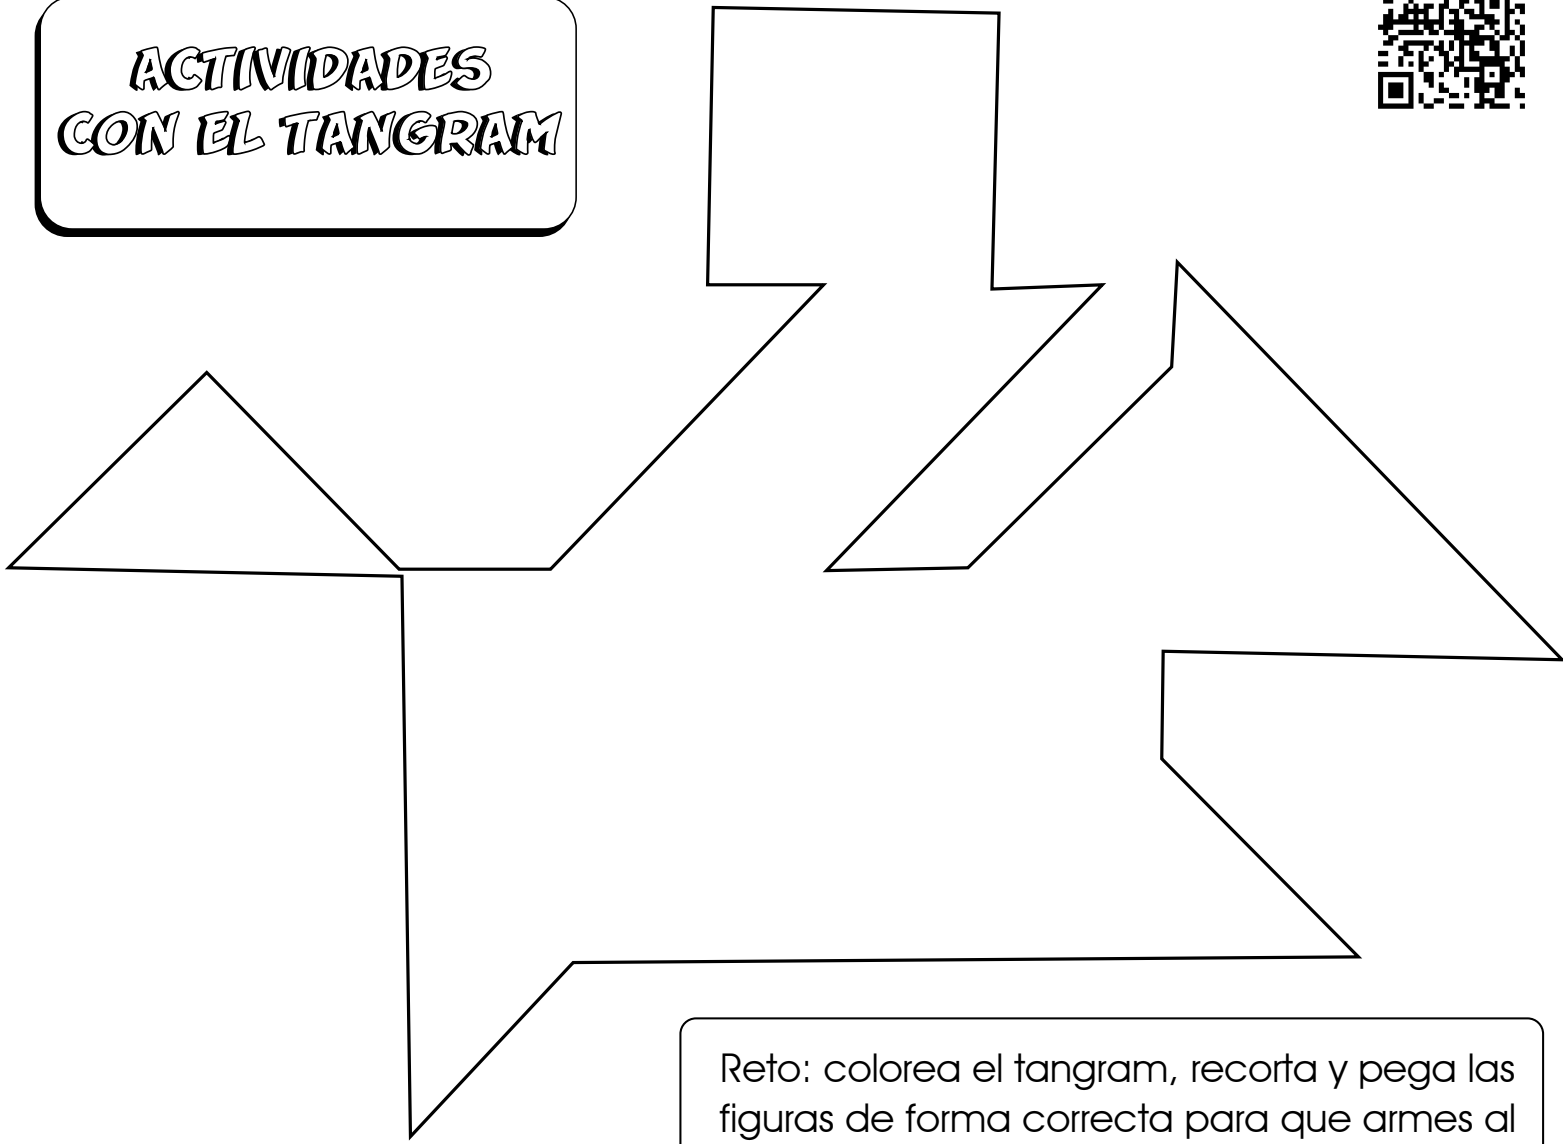 ACTIVIDADES
CON EL TANGRAM
Reto: colorea el tangram, recorta y pega las
figuras de forma correcta para que armes al